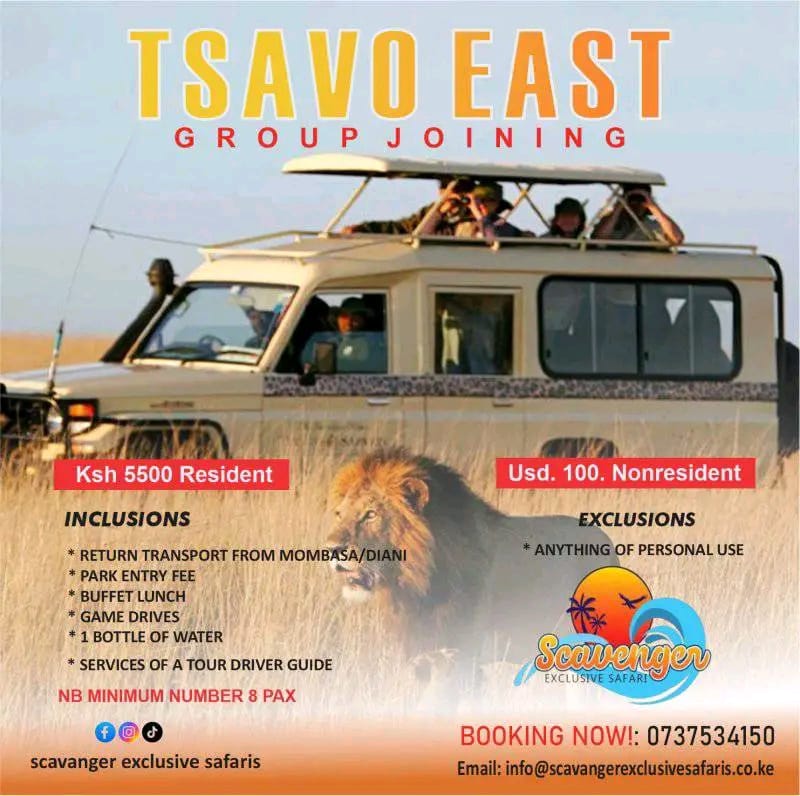 TSAVO EAST
GROUP JOINING
Ksh 5500 Resident
Usd. 100. Nonresident
INCLUSIONS
* RETURN TRANSPORT FROM MOMBASA/DIANI
* PARK ENTRY FEE
* BUFFET LUNCH
* GAME DRIVES
* 1 BOTTLE OF WATER
* SERVICES OF A TOUR DRIVER GUIDE
NB MINIMUM NUMBER 8 PAX
EXCLUSIONS
* ANYTHING OF PERSONAL USE
Scavenger
EXCLUSIVE SAFARI
scavanger exclusive safaris
BOOKING NOW!: 0737534150
Email: info@scavangerexclusivesafaris.co.ke